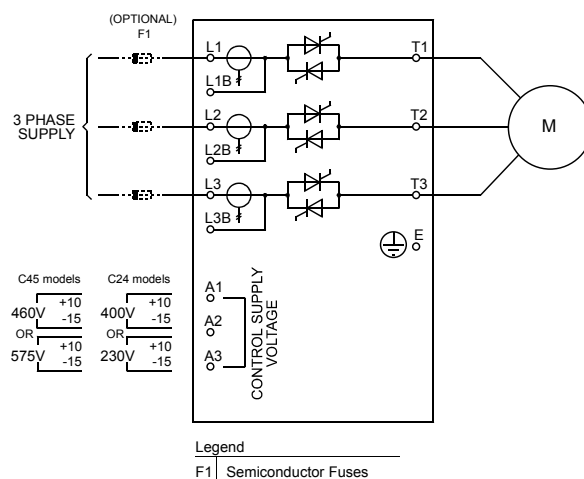 (OPTIONAL)
F1
L1
T1
L1B
3 PHASE
SUPPLY
L2
T2
M
L2B
L3
T3
L3B
E
C45 models
C24 models
460V +10 -15
400V +10 -15
OR
OR
575V +10 -15
230V +10 -15
A1
A2
A3
CONTROL SUPPLY
VOLTAGE
Legend
F1 Semiconductor Fuses